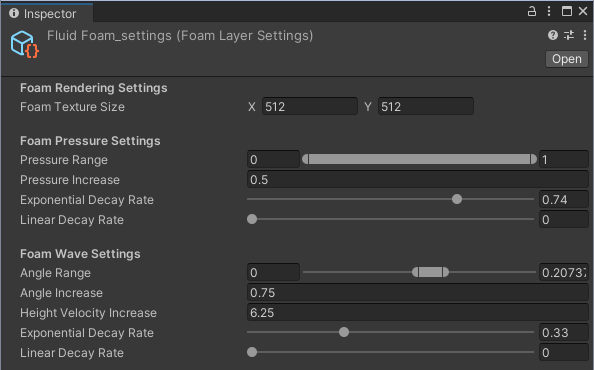 Inspector
Fluid Foam_settings (Foam Layer Settings)
Open
Foam Rendering Settings
Foam Texture Size X 512 Y 512
Foam Pressure Settings
Pressure Range 0 1
Pressure Increase 0.5
Exponential Decay Rate 0.74
Linear Decay Rate 0
Foam Wave Settings
Angle Range 0 0.20737
Angle Increase 0.75
Height Velocity Increase 6.25
Exponential Decay Rate 0.33
Linear Decay Rate 0